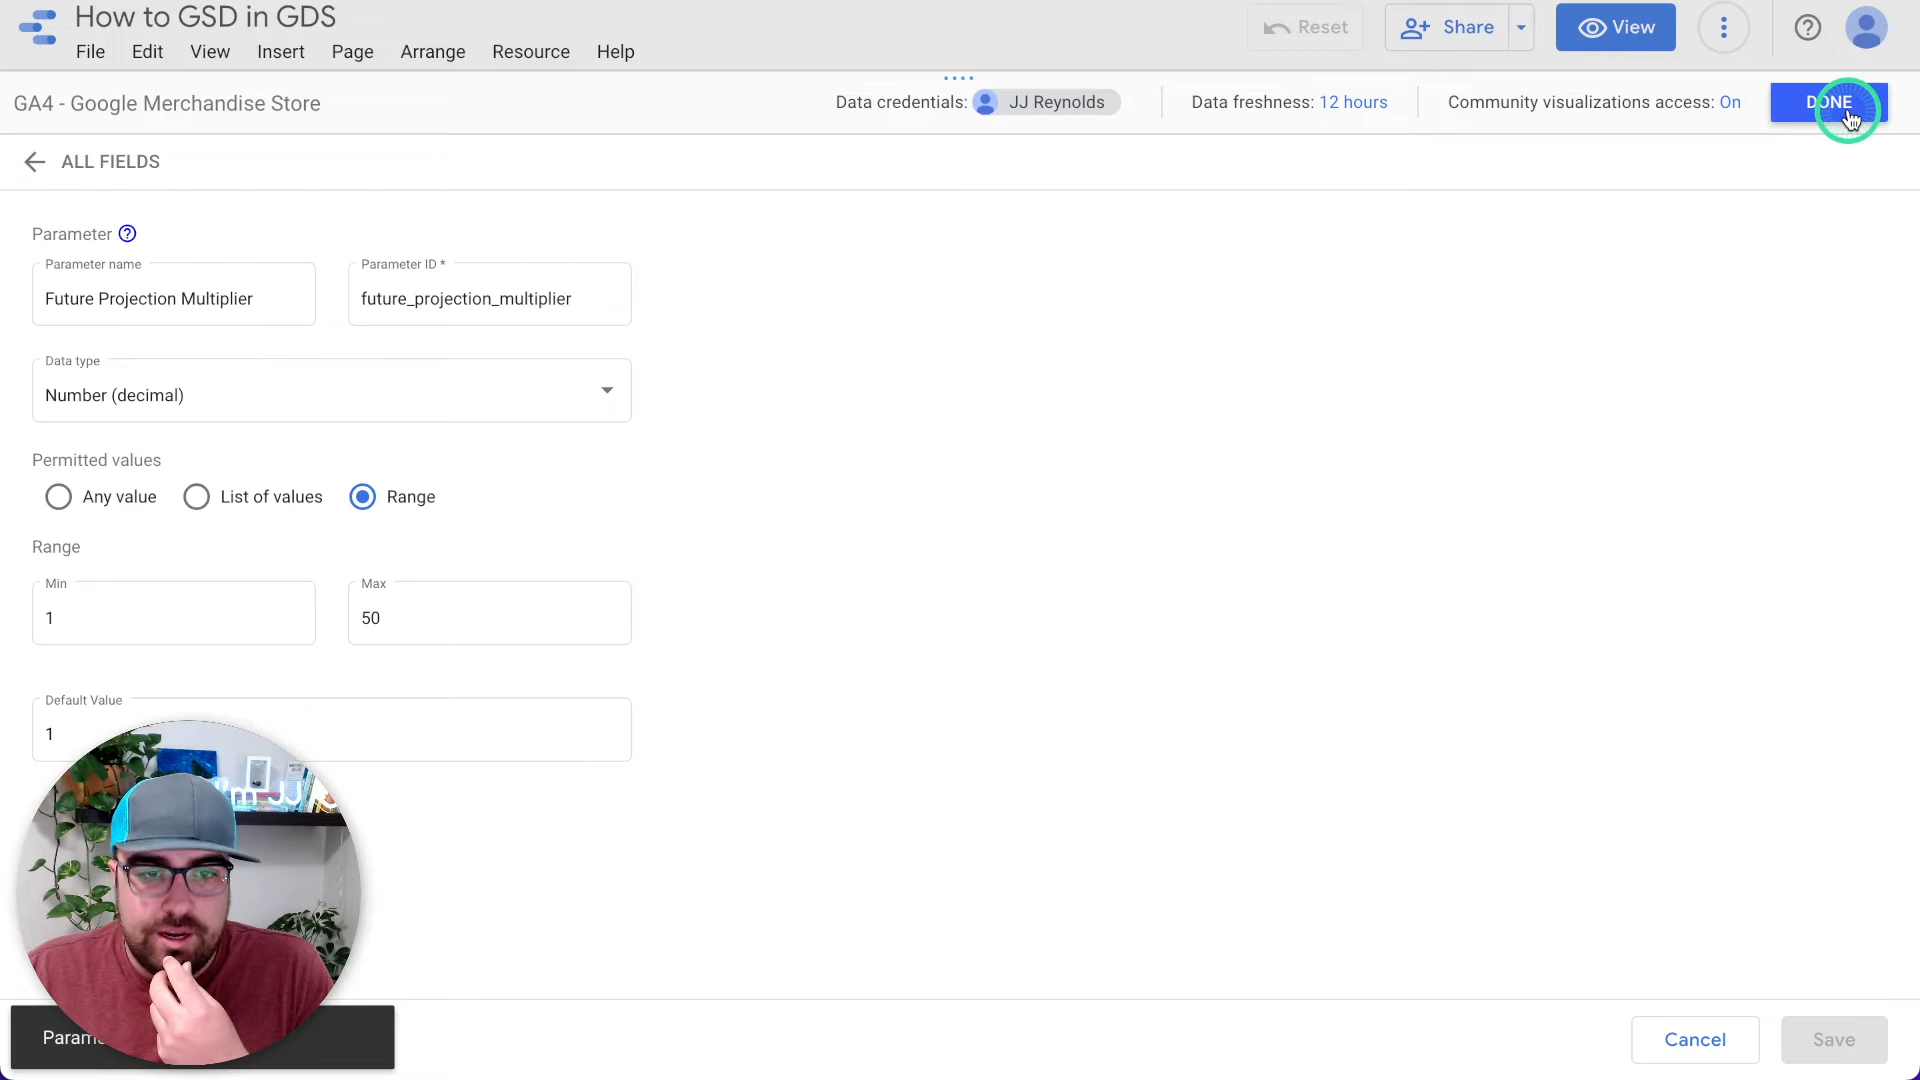 How to GSD in GDS
File Edit View Insert Page Arrange Resource Help
Reset Share View
GA4 - Google Merchandise Store
Data credentials: JJ Reynolds
Data freshness: 12 hours
Community visualizations access: On
DONE
ALL FIELDS
Parameter
Parameter name
Future Projection Multiplier
Parameter ID *
future_projection_multiplier
Data type
Number (decimal)
Permitted values
Any value List of values Range
Range
Min
1
Max
50
Default Value
1
I'm JJ
Cancel Save